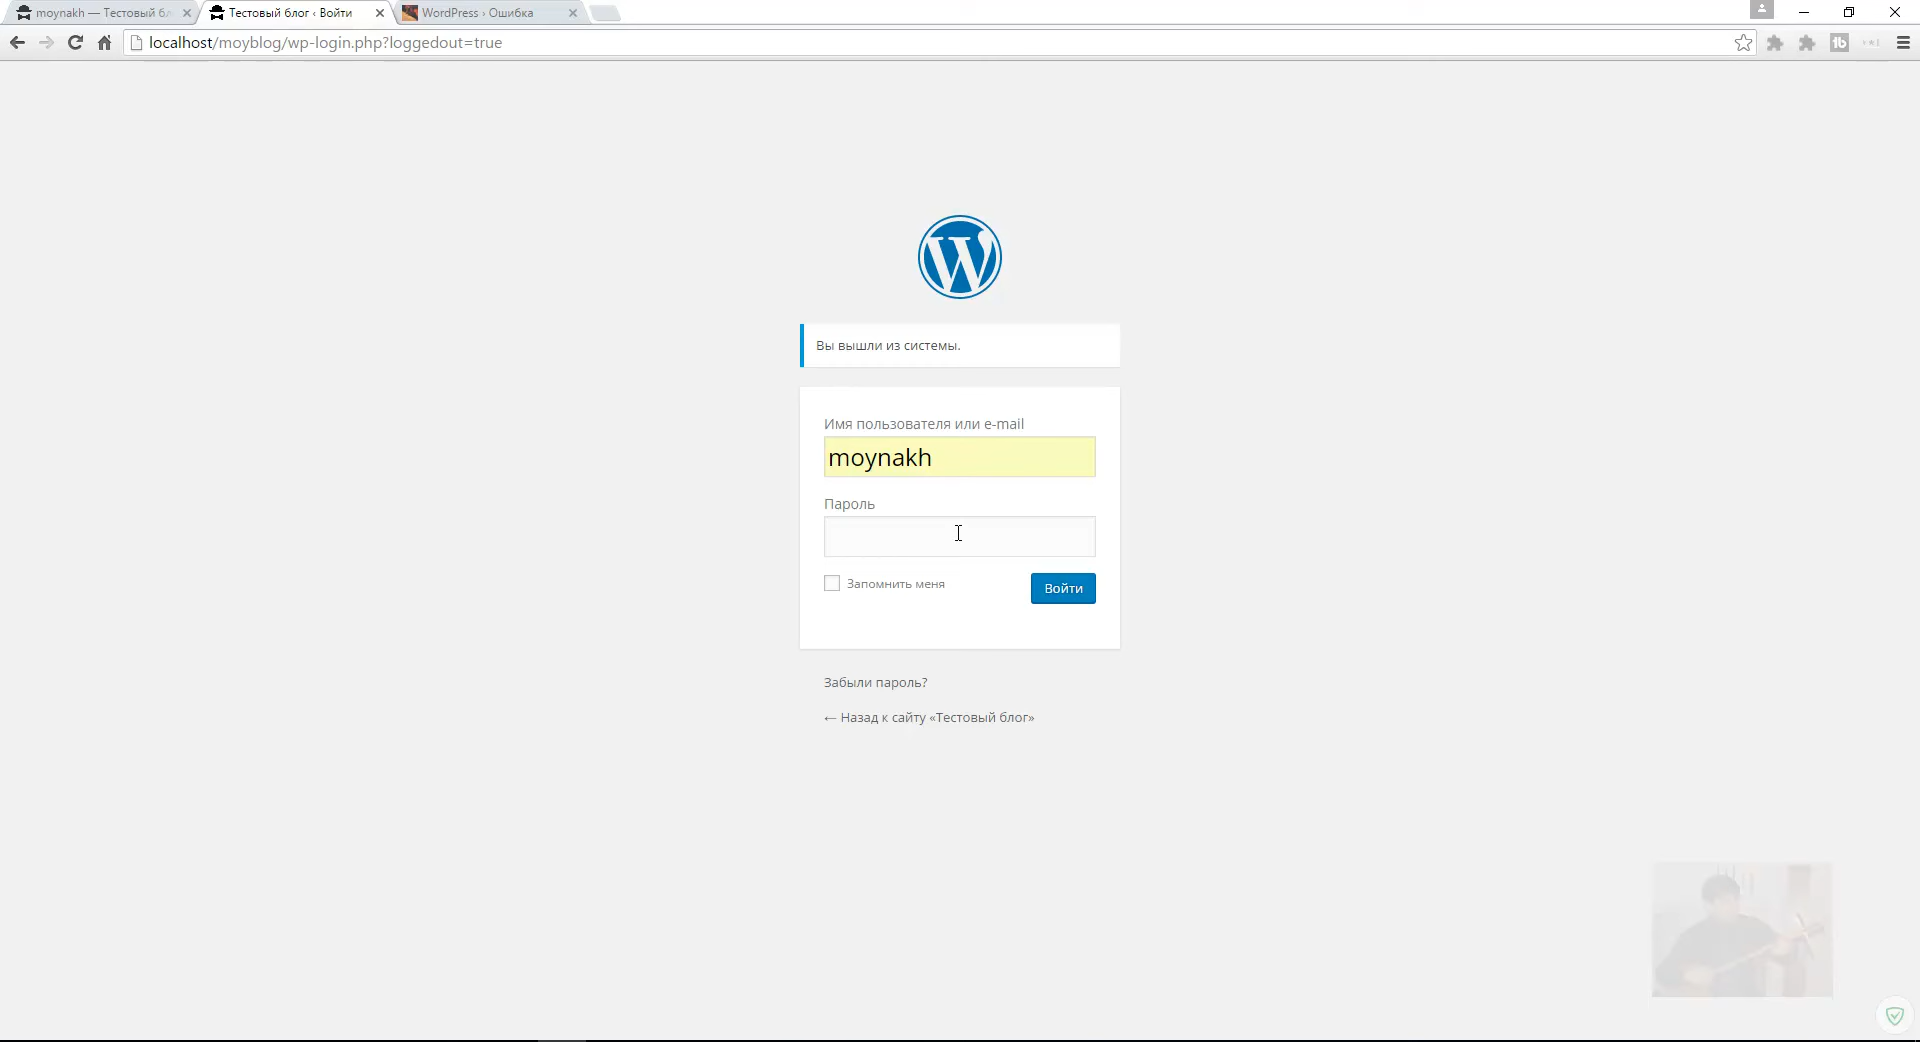 moynakh — Тестовый бл
Тестовый блог ‹ Войти
WordPress › Ошибка
localhost/moyblog/wp-login.php?loggedout=true
Вы вышли из системы.
Имя пользователя или e-mail
moynakh
Пароль
Запомнить меня
Войти
Забыли пароль?
← Назад к сайту «Тестовый блог»